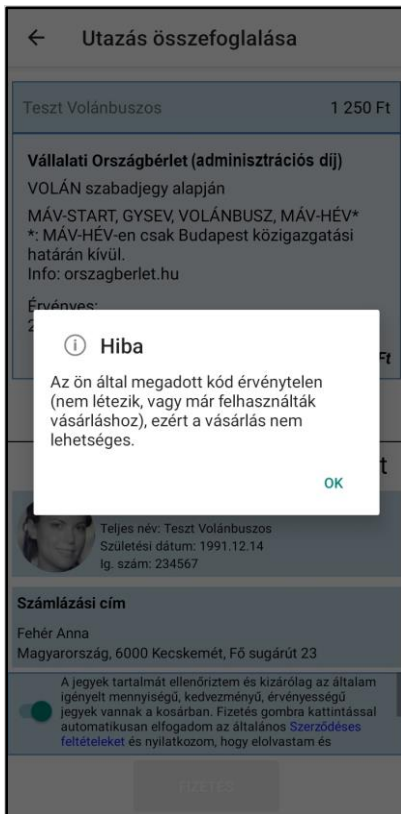 Utazás összefoglalása
Teszt Volánbuszos 1 250 Ft
Vállalati Országbérlet (adminisztrációs díj)
VOLÁN szabadjegy alapján
MÁV-START, GYSEV, VOLÁNBUSZ, MÁV-HÉV*
*: MÁV-HÉV-en csak Budapest közigazgatási
határán kívül.
Info: orszagberlet.hu
Érvényes:
2
Ft
Hiba
Az ön által megadott kód érvénytelen
(nem létezik, vagy már felhasználták
vásárláshoz), ezért a vásárlás nem
lehetséges.
OK
t
Teljes név: Teszt Volánbuszos
Születési dátum: 1991.12.14
Ig. szám: 234567
Számlázási cím
Fehér Anna
Magyarország, 6000 Kecskemét, Fő sugárút 23
A jegyek tartalmát ellenőriztem és kizárólag az általam
igényelt mennyiségű, kedvezményű, érvényességű
jegyek vannak a kosárban. Fizetés gombra kattintással
automatikusan elfogadom az általános Szerződéses
feltételeket és nyilatkozom, hogy elolvastam és
FIZETÉS